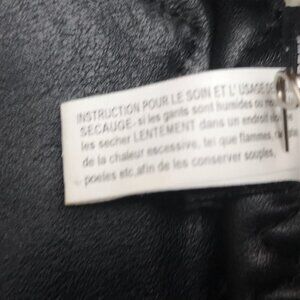 INSTRUCTION POUR LE SOIN ET L' USAGE DE
SECAUGE- si les gants sont humides ou
les secher LENTEMENT dans un endroit
de la chaleur excessive, tel que flammes,
poeles etc,afin de les conserver souples,